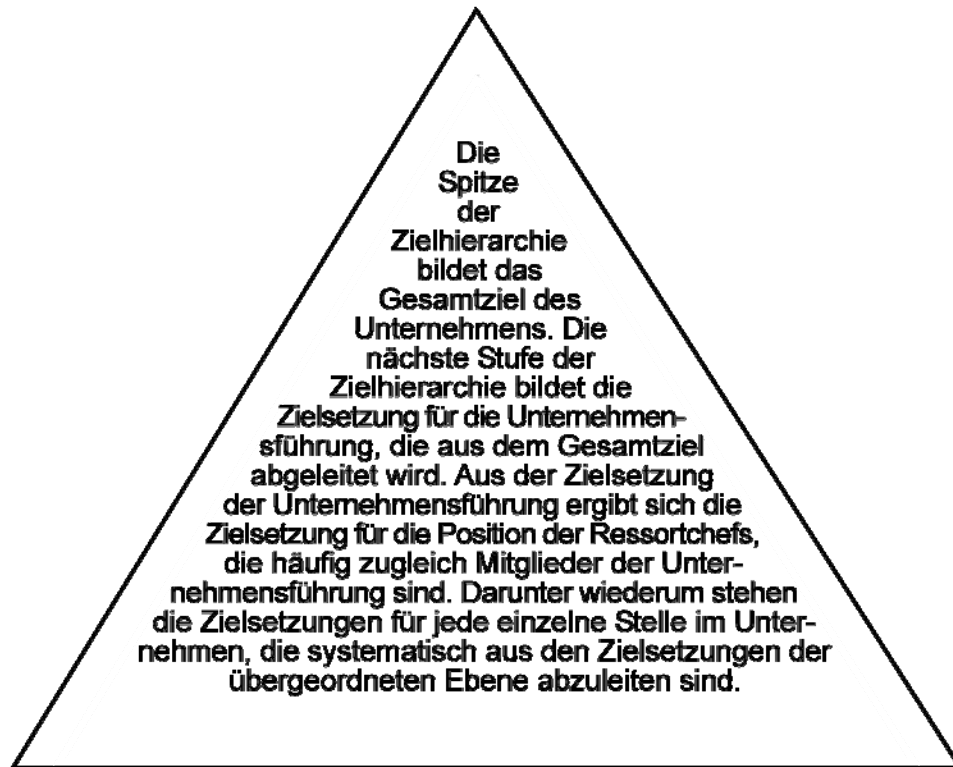 Die
Spitze
der
Zielhierarchie
bildet das
Gesamtziel des
Unternehmens. Die
nächste Stufe der
Zielhierarchie bildet die
Zielsetzung für die Unternehmen-
sführung, die aus dem Gesamtziel
abgeleitet wird. Aus der Zielsetzung
der Unternehmensführung ergibt sich die
Zielsetzung für die Position der Ressortchefs,
die häufig zugleich Mitglieder der Unter-
nehmensführung sind. Darunter wiederum stehen
die Zielsetzungen für jede einzelne Stelle im Unter-
nehmen, die systematisch aus den Zielsetzungen der
übergeordneten Ebene abzuleiten sind.